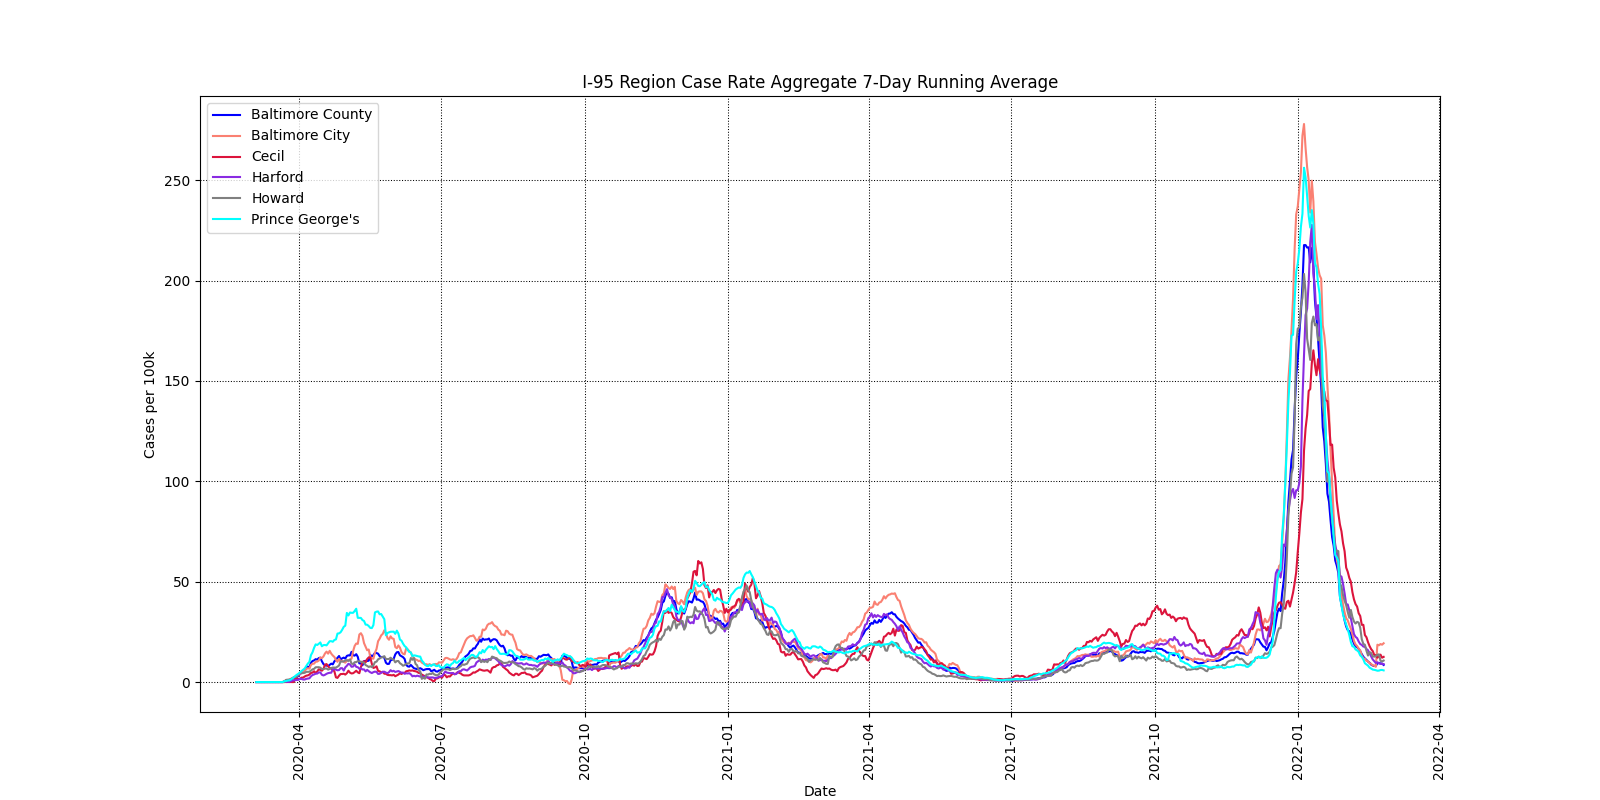 I-95 Region Case Rate Aggregate 7-Day Running Average
Baltimore County
Baltimore City
Cecil
Harford
Howard
Prince George's
Cases per 100k
250
200
150
100
50
0
2020-04
2020-07
2020-10
2021-01
2021-04
2021-07
2021-10
2022-01
2022-04
Date